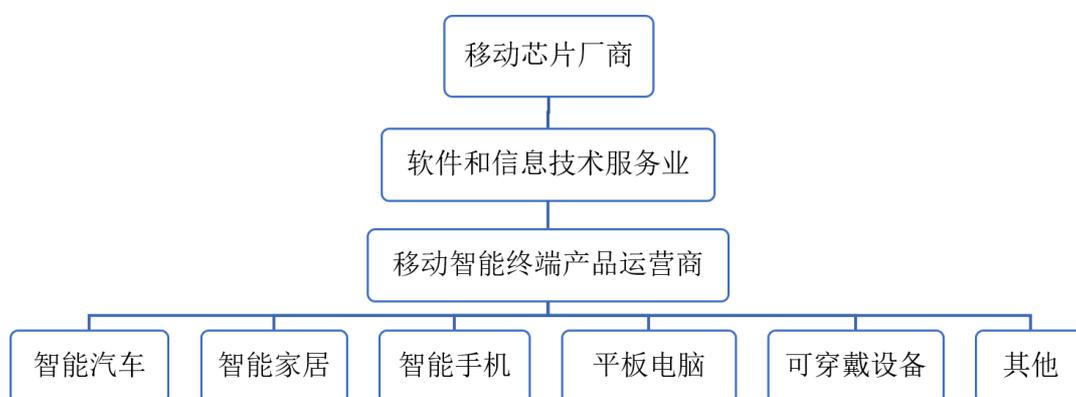 移动芯片厂商
软件和信息技术服务业
移动智能终端产品运营商
智能汽车
智能家居
智能手机
平板电脑
可穿戴设备
其他